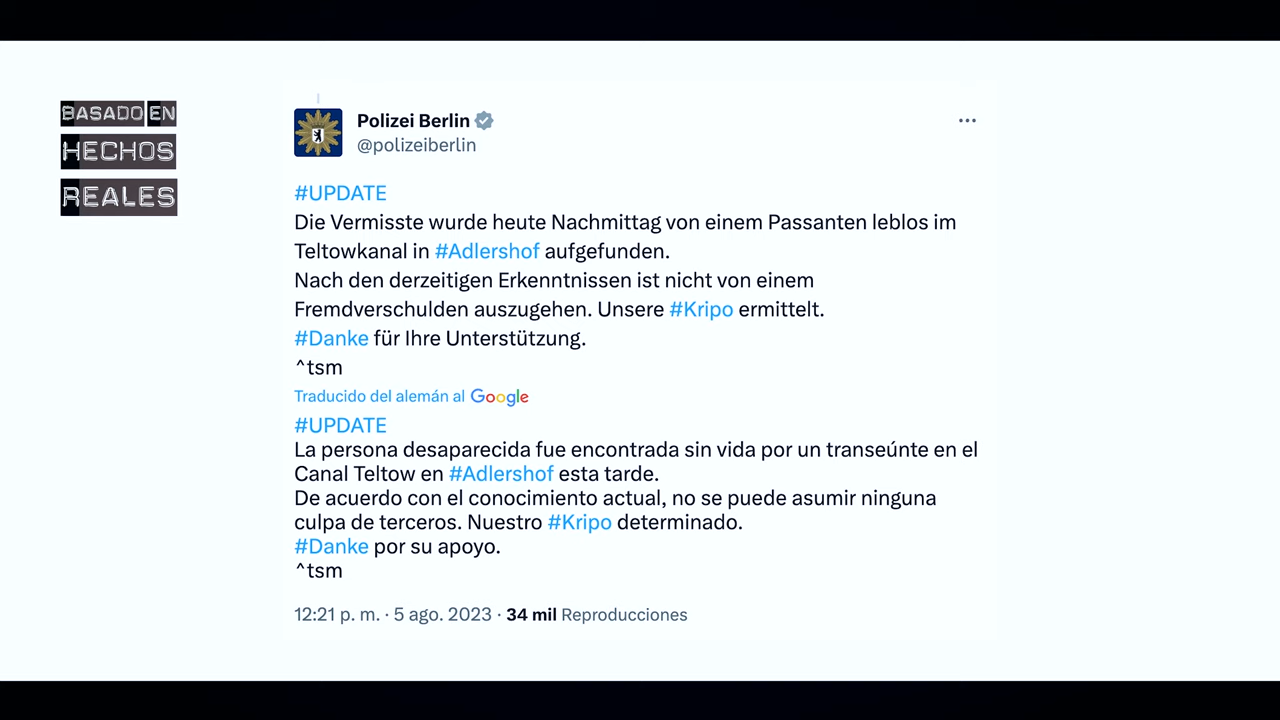 BASADO EN
HECHOS
REALES
Polizei Berlin
@polizeiberlin
#UPDATE
Die Vermisste wurde heute Nachmittag von einem Passanten leblos im
Teltowkanal in #Adlershof aufgefunden.
Nach den derzeitigen Erkenntnissen ist nicht von einem
Fremdverschulden auszugehen. Unsere #Kripo ermittelt.
#Danke für Ihre Unterstützung.
^tsm
Traducido del alemán al Google
#UPDATE
La persona desaparecida fue encontrada sin vida por un transeúnte en el
Canal Teltow en #Adlershof esta tarde.
De acuerdo con el conocimiento actual, no se puede asumir ninguna
culpa de terceros. Nuestro #Kripo determinado.
#Danke por su apoyo.
^tsm
12:21 p. m. · 5 ago. 2023 · 34 mil Reproducciones